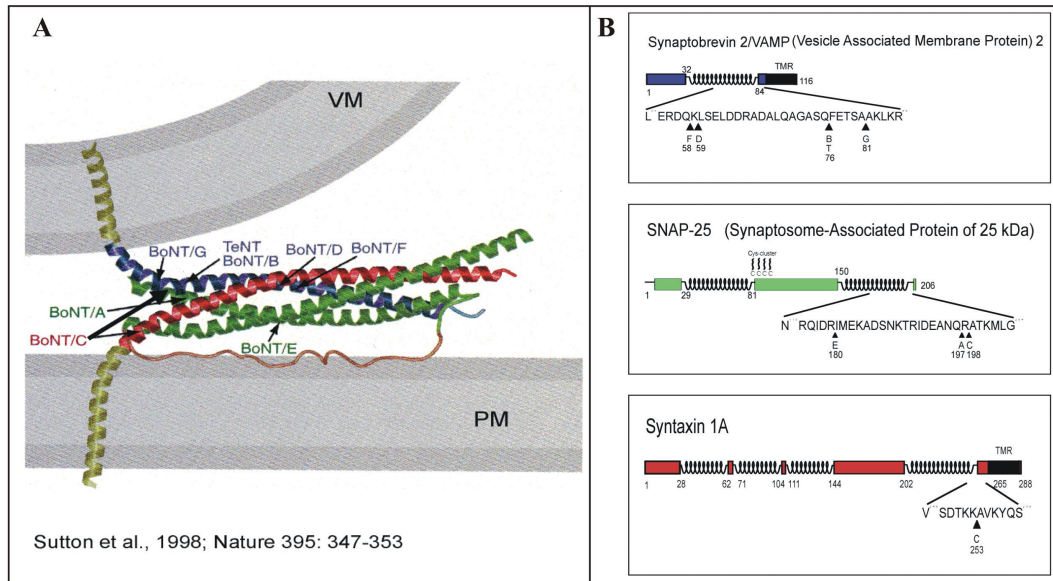 A
VM
BoNT/G
TeNT
BoNT/B
BoNT/D
BoNT/F
BoNT/A
BoNT/C
BoNT/E
PM
Sutton et al., 1998; Nature 395: 347-353
B
Synaptobrevin 2/VAMP (Vesicle Associated Membrane Protein) 2
32
TMR
116
1
84
L ERDQKLSELDDRADALQAGASQFETSAAKLKR
F D B G
58 59 T 81
76
SNAP-25 (Synaptosome-Associated Protein of 25 kDa)
Cys-cluster
C C C C
150
206
1 29 81
N RQIDRIMEKADSNKTRIDEANQRATKMLG
E A C
180 197 198
Syntaxin 1A
TMR
1 28 62 71 104 111 144 202 265 288
V SDTKKAVKYQS
C
253